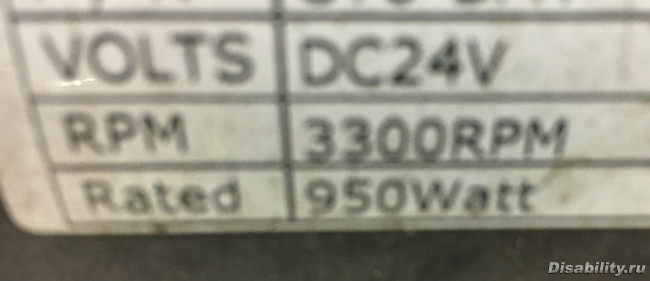 VOLTS DC24V
RPM 3300RPM
Rated 950Watt
Disability.ru